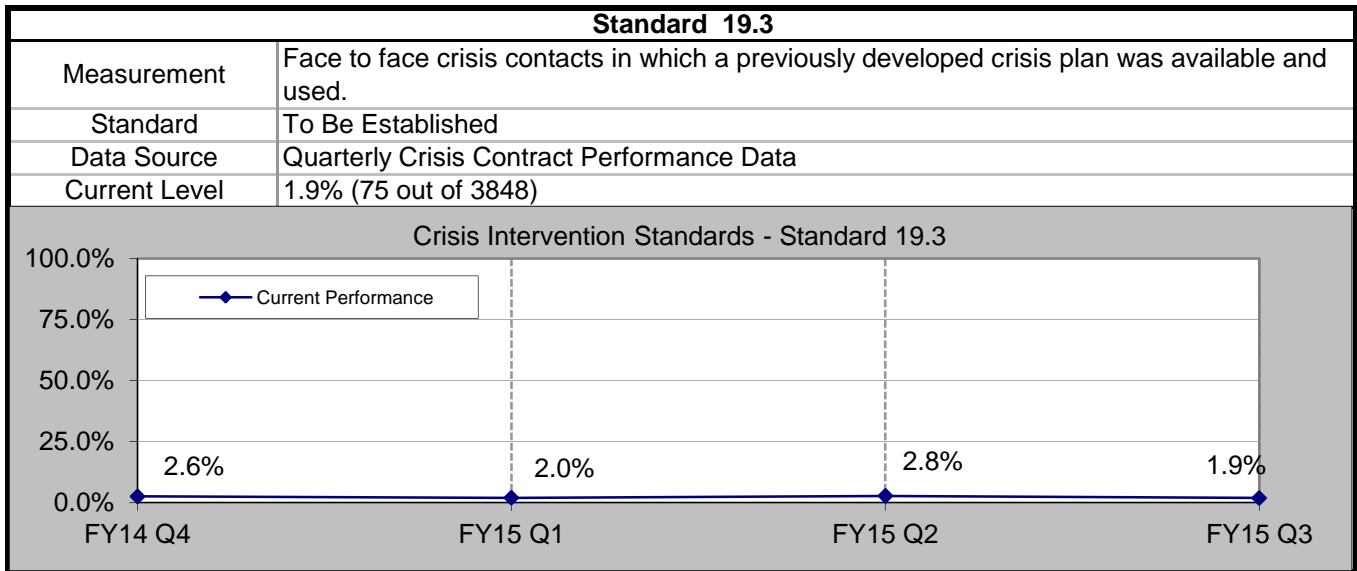 Standard 19.3
Measurement
Face to face crisis contacts in which a previously developed crisis plan was available and
used.
Standard
To Be Established
Data Source
Quarterly Crisis Contract Performance Data
Current Level
1.9% (75 out of 3848)
Crisis Intervention Standards - Standard 19.3
100.0%
Current Performance
75.0%
50.0%
25.0%
2.6%
2.0%
2.8%
1.9%
0.0%
FY14 Q4
FY15 Q1
FY15 Q2
FY15 Q3